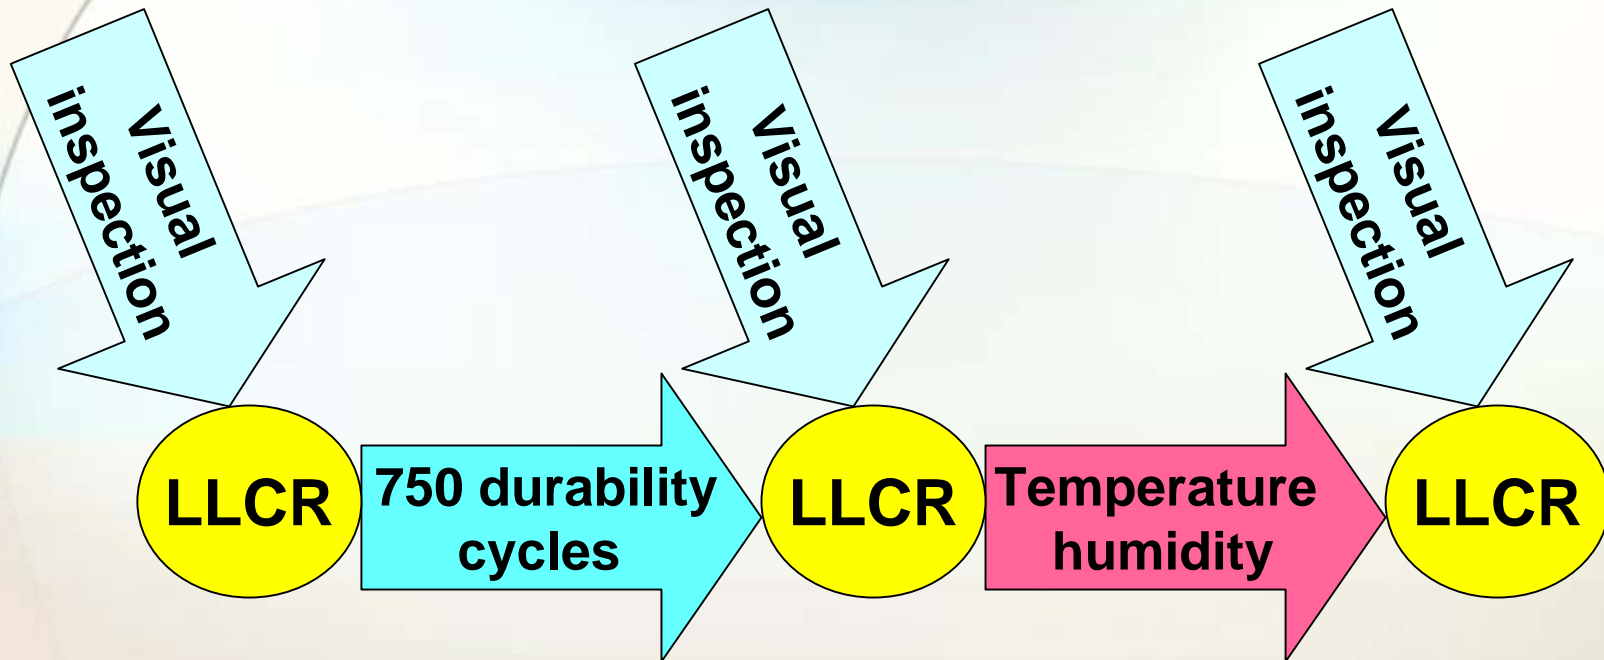 Visual
inspection
Visual
inspection
Visual
inspection
LLCR
750 durability
cycles
LLCR
Temperature
humidity
LLCR